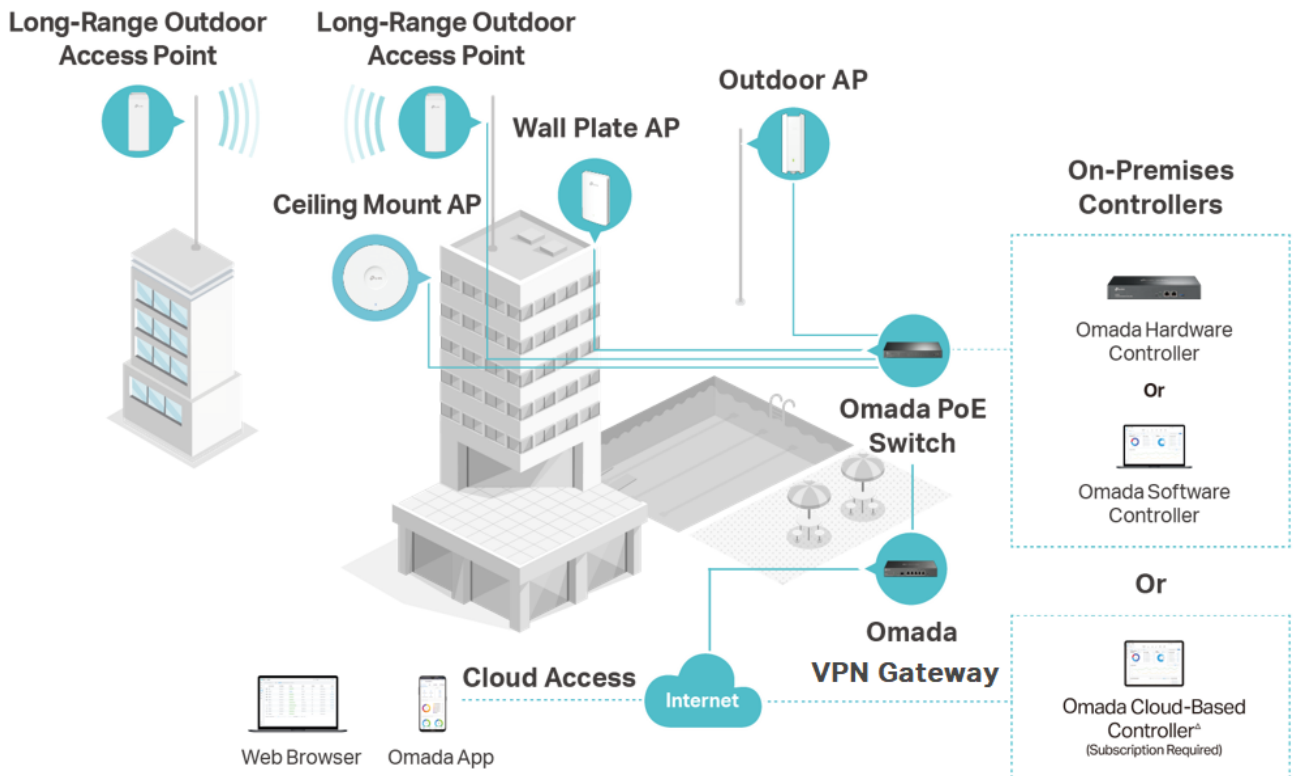 Long-Range Outdoor
Access Point
Long-Range Outdoor
Access Point
Outdoor AP
Wall Plate AP
Ceiling Mount AP
On-Premises
Controllers
Omada Hardware
Controller
Or
Omada PoE
Switch
Omada Software
Controller
Or
Omada
VPN Gateway
Cloud Access
Internet
Web Browser
Omada App
Omada Cloud-Based
Controller△
(Subscription Required)